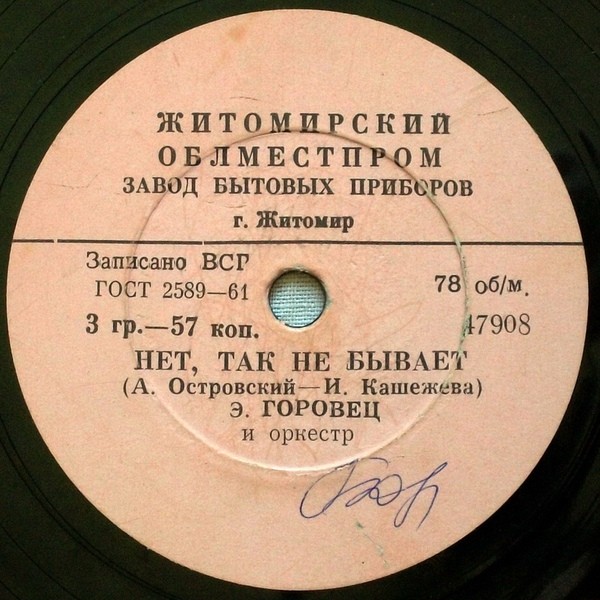 ЖИТОМИРСКИЙ
ОБЛМЕСТПРОМ
ЗАВОД БЫТОВЫХ ПРИБОРОВ
г. Житомир
Записано ВСГ
ГОСТ 2589—61
78 об/м.
3 гр.—57 коп.
47908
НЕТ, ТАК НЕ БЫВАЕТ
(А. Островский—И. Кашежева)
Э. ГОРОВЕЦ
и оркестр